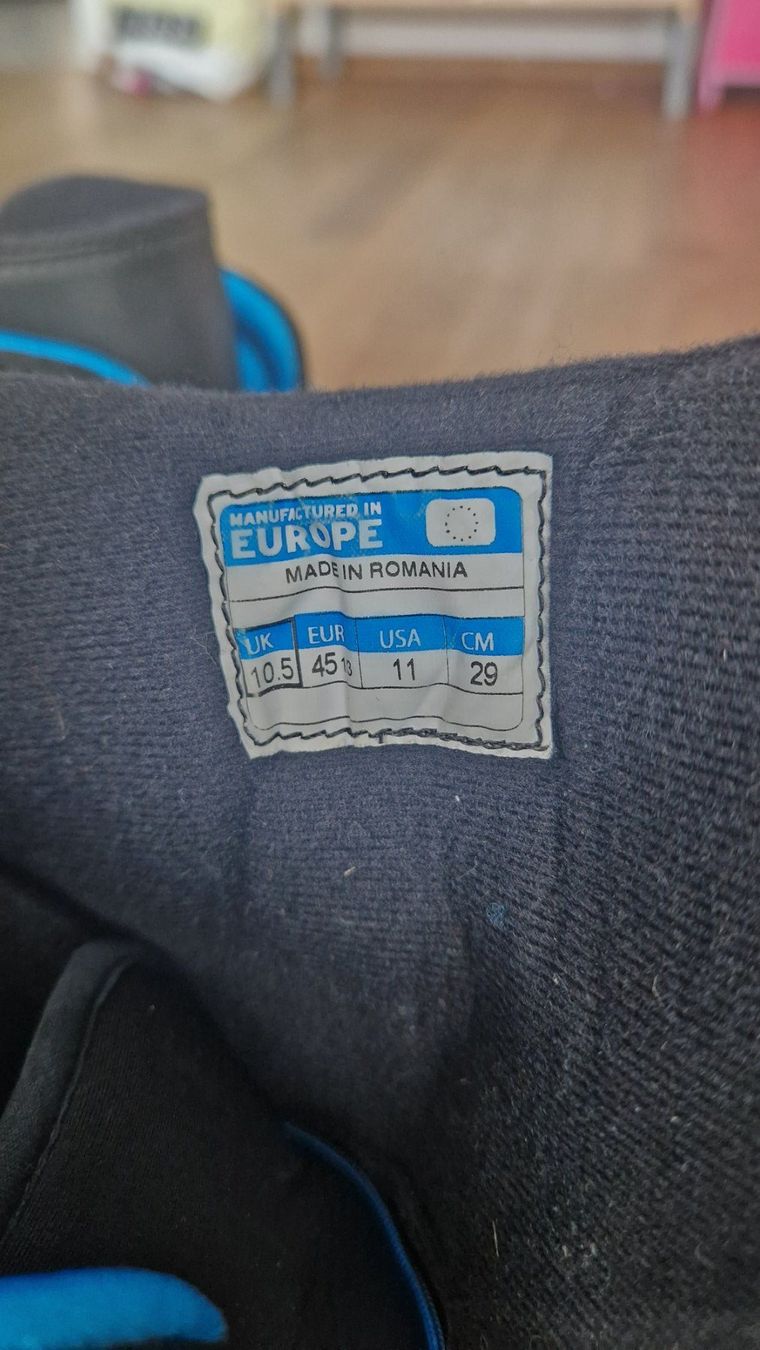 MANUFACTURED IN
EUROPE
MADE IN ROMANIA
UK EUR USA CM
10.5 45 1/3 11 29